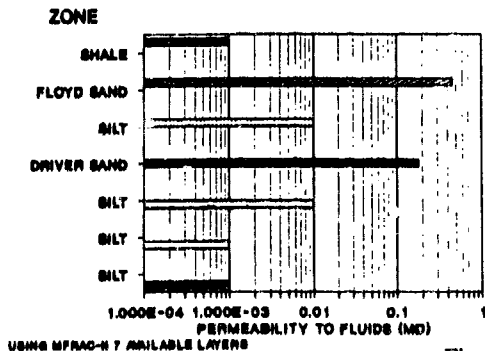 ZONE
SHALE
FLOYD SAND
SILT
DRIVER SAND
SILT
SILT
SILT
1.000E-04 1.000E-03 0.01 0.1 1
PERMEABILITY TO FLUIDS (MD)
USING MFRAC-II 7 AVAILABLE LAYERS